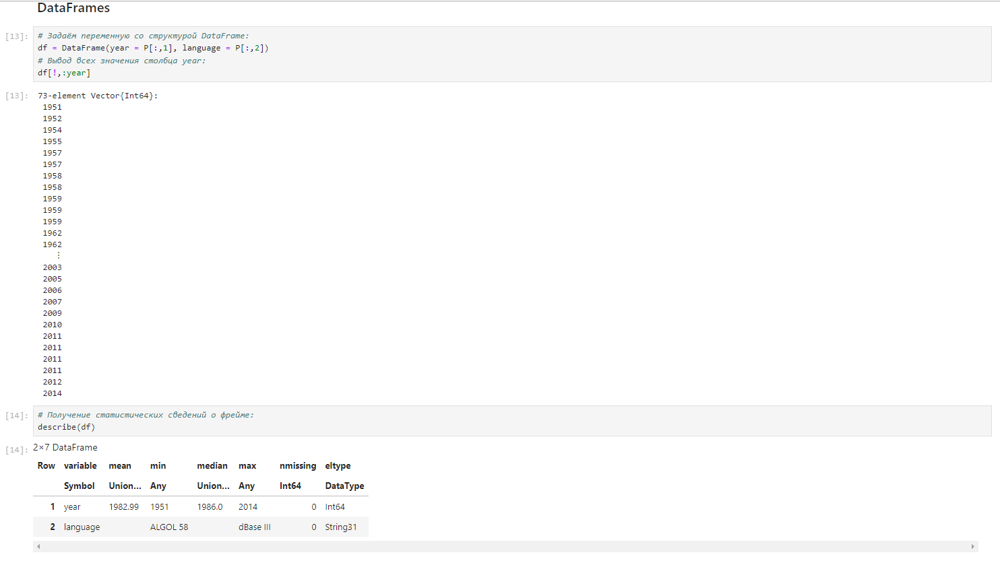 DataFrames
[13]: # Задаём переменную со структурой DataFrame:
df = DataFrame(year = P[:,1], language = P[:,2])
# Вывод всех значения столбца year:
df[!,:year]
[13]: 73-element Vector{Int64}:
1951
1952
1954
1955
1957
1957
1958
1958
1959
1959
1959
1962
1962
⋮
2003
2005
2006
2007
2009
2010
2011
2011
2011
2011
2012
2014
[14]: # Получение статистических сведений о фрейме:
describe(df)
[14]: 2×7 DataFrame
Row variable mean min median max nmissing eltype
Symbol Union… Any Union… Any Int64 DataType
1 year 1982.99 1951 1986.0 2014 0 Int64
2 language ALGOL 58 dBase III 0 String31